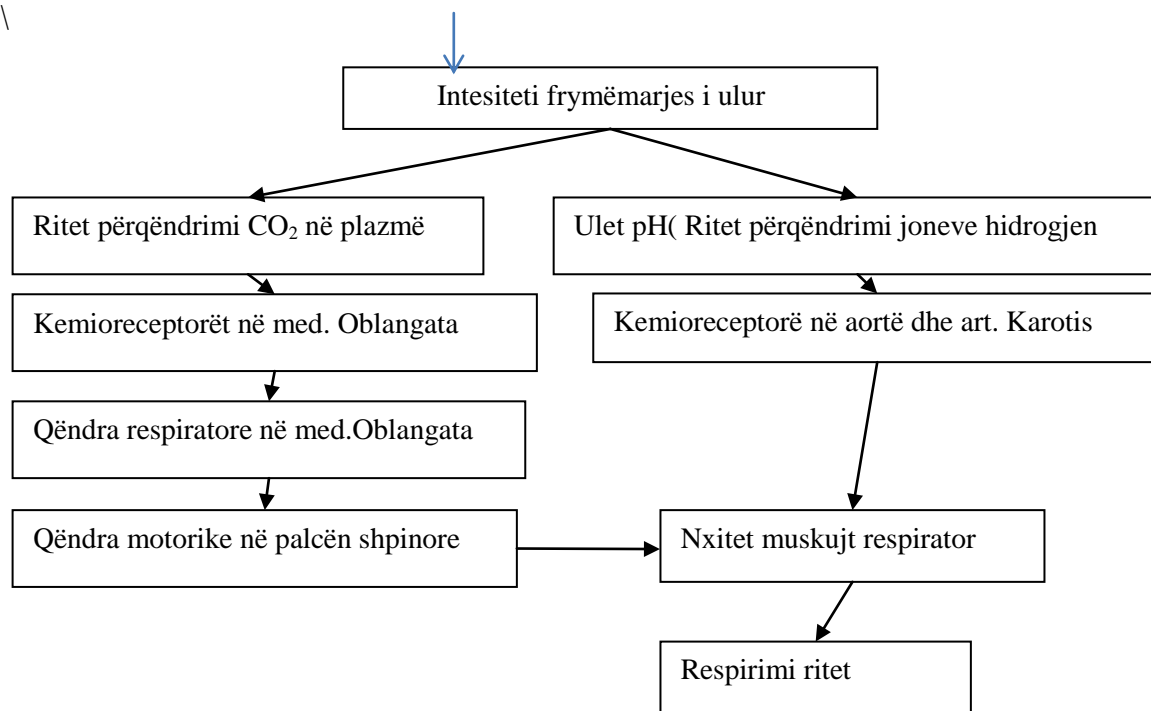 \
Intesiteti frymëmarjes i ulur
Ritet përqëndrimi CO₂ në plazmë
Ulet pH( Ritet përqëndrimi joneve hidrogjen
Kemioreceptorët në med. Oblangata
Kemioreceptorë në aortë dhe art. Karotis
Qëndra respiratore në med.Oblangata
Qëndra motorike në palcën shpinore
Nxitet muskujt respirator
Respirimi ritet